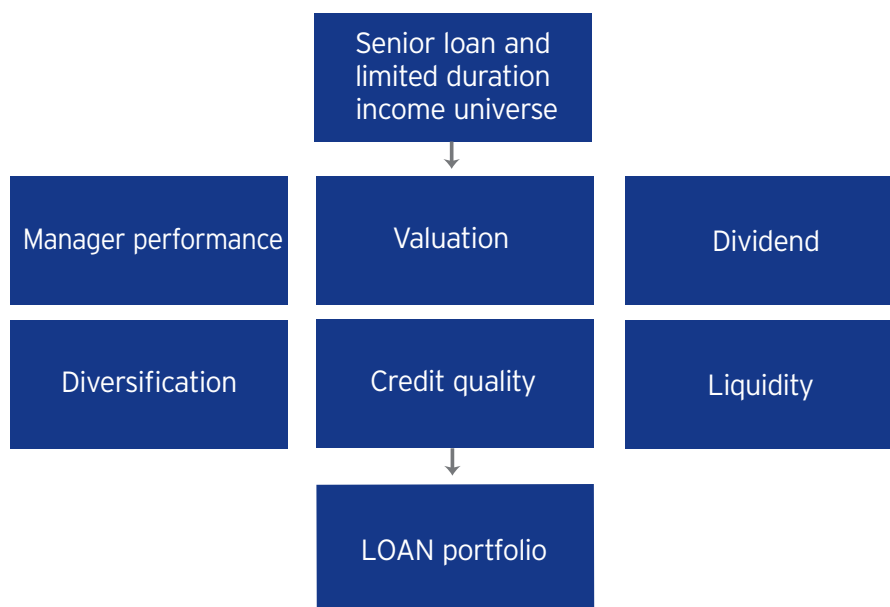 Senior loan and
limited duration
income universe
Manager performance
Valuation
Dividend
Diversification
Credit quality
Liquidity
LOAN portfolio